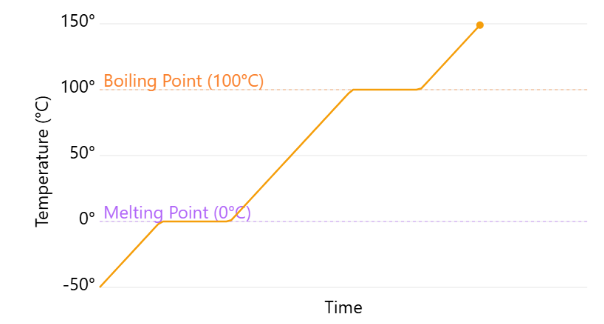 150°
Boiling Point (100°C)
100°
50°
Melting Point (0°C)
0°
-50°
Temperature (°C)
Time